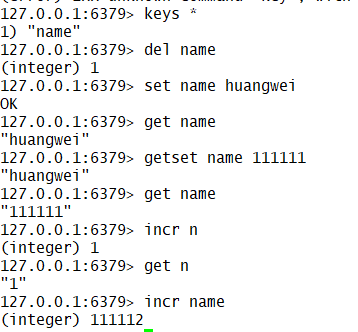 127.0.0.1:6379> keys *
1) "name"
127.0.0.1:6379> del name
(integer) 1
127.0.0.1:6379> set name huangwei
OK
127.0.0.1:6379> get name
"huangwei"
127.0.0.1:6379> getset name 111111
"huangwei"
127.0.0.1:6379> get name
"111111"
127.0.0.1:6379> incr n
(integer) 1
127.0.0.1:6379> get n
"1"
127.0.0.1:6379> incr name
(integer) 111112